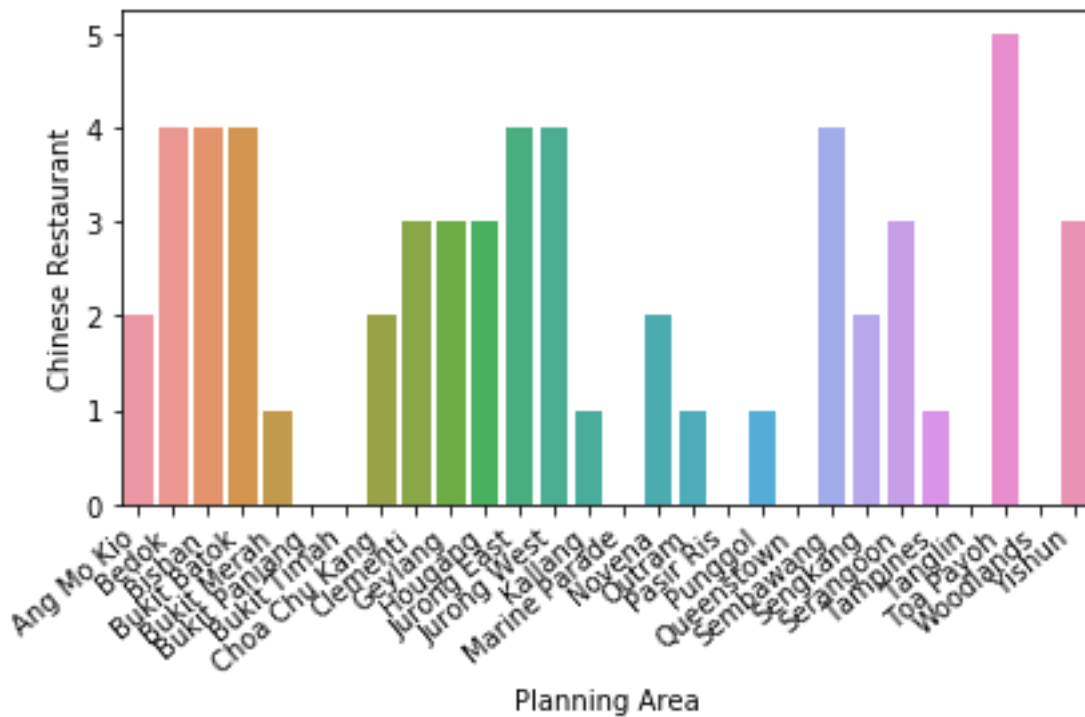 Chinese Restaurant
5
4
3
2
1
0
Ang Mo Kio
Bedok
Bishan
Bukit Batok
Bukit Merah
Bukit Panjang
Bukit Timah
Choa Chu Kang
Clementi
Geylang
Hougang
Jurong East
Jurong West
Kallang
Marine Parade
Novena
Outram
Pasir Ris
Punggol
Queenstown
Sembawang
Sengkang
Serangoon
Tampines
Tanglin
Toa Payoh
Woodlands
Yishun
Planning Area